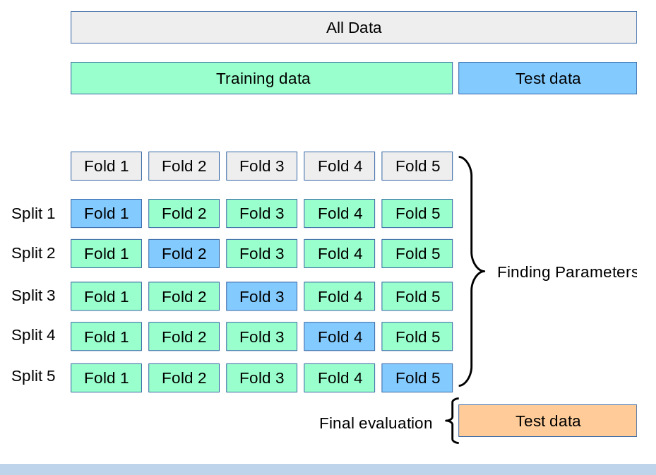 All Data
Training data Test data
Fold 1 Fold 2 Fold 3 Fold 4 Fold 5
Split 1 Fold 1 Fold 2 Fold 3 Fold 4 Fold 5
Split 2 Fold 1 Fold 2 Fold 3 Fold 4 Fold 5
Finding Parameters
Split 3 Fold 1 Fold 2 Fold 3 Fold 4 Fold 5
Split 4 Fold 1 Fold 2 Fold 3 Fold 4 Fold 5
Split 5 Fold 1 Fold 2 Fold 3 Fold 4 Fold 5
Final evaluation Test data